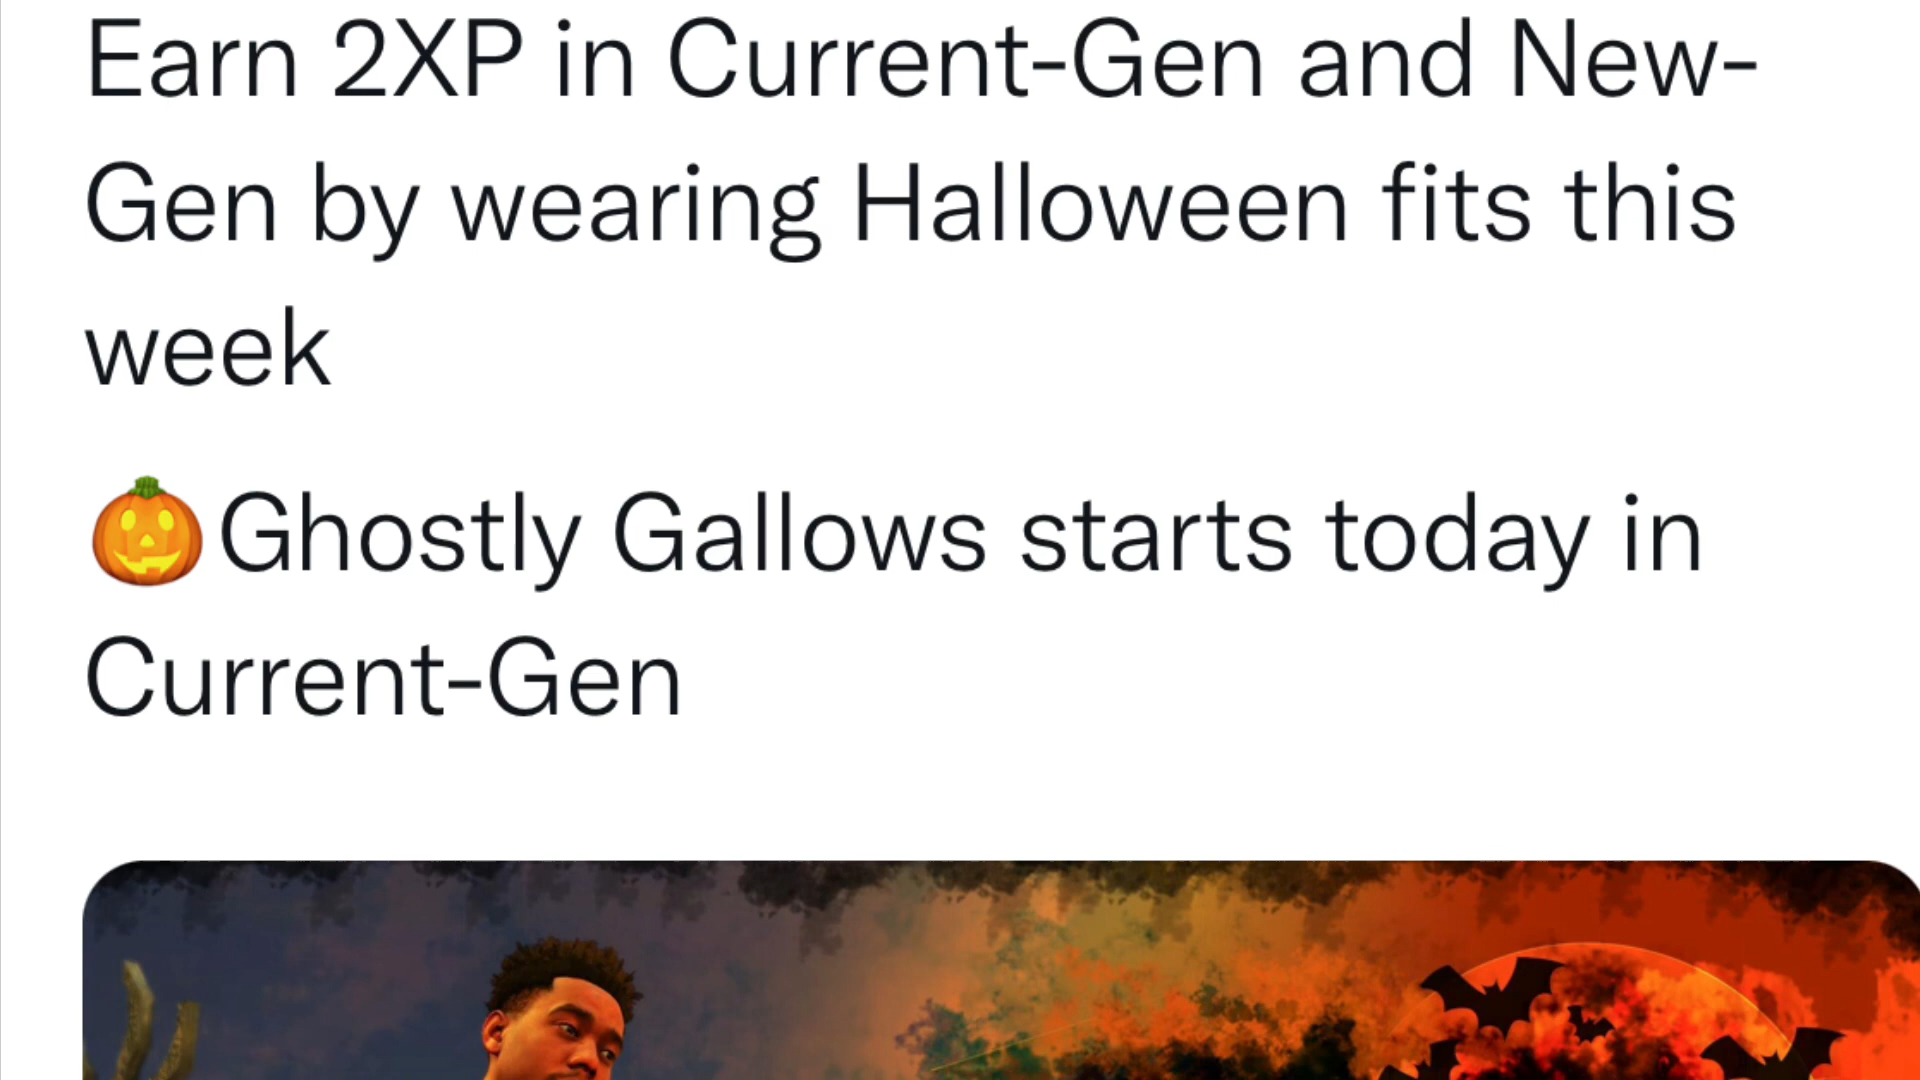 Earn 2XP in Current-Gen and New-
Gen by wearing Halloween fits this
week
🎃Ghostly Gallows starts today in
Current-Gen